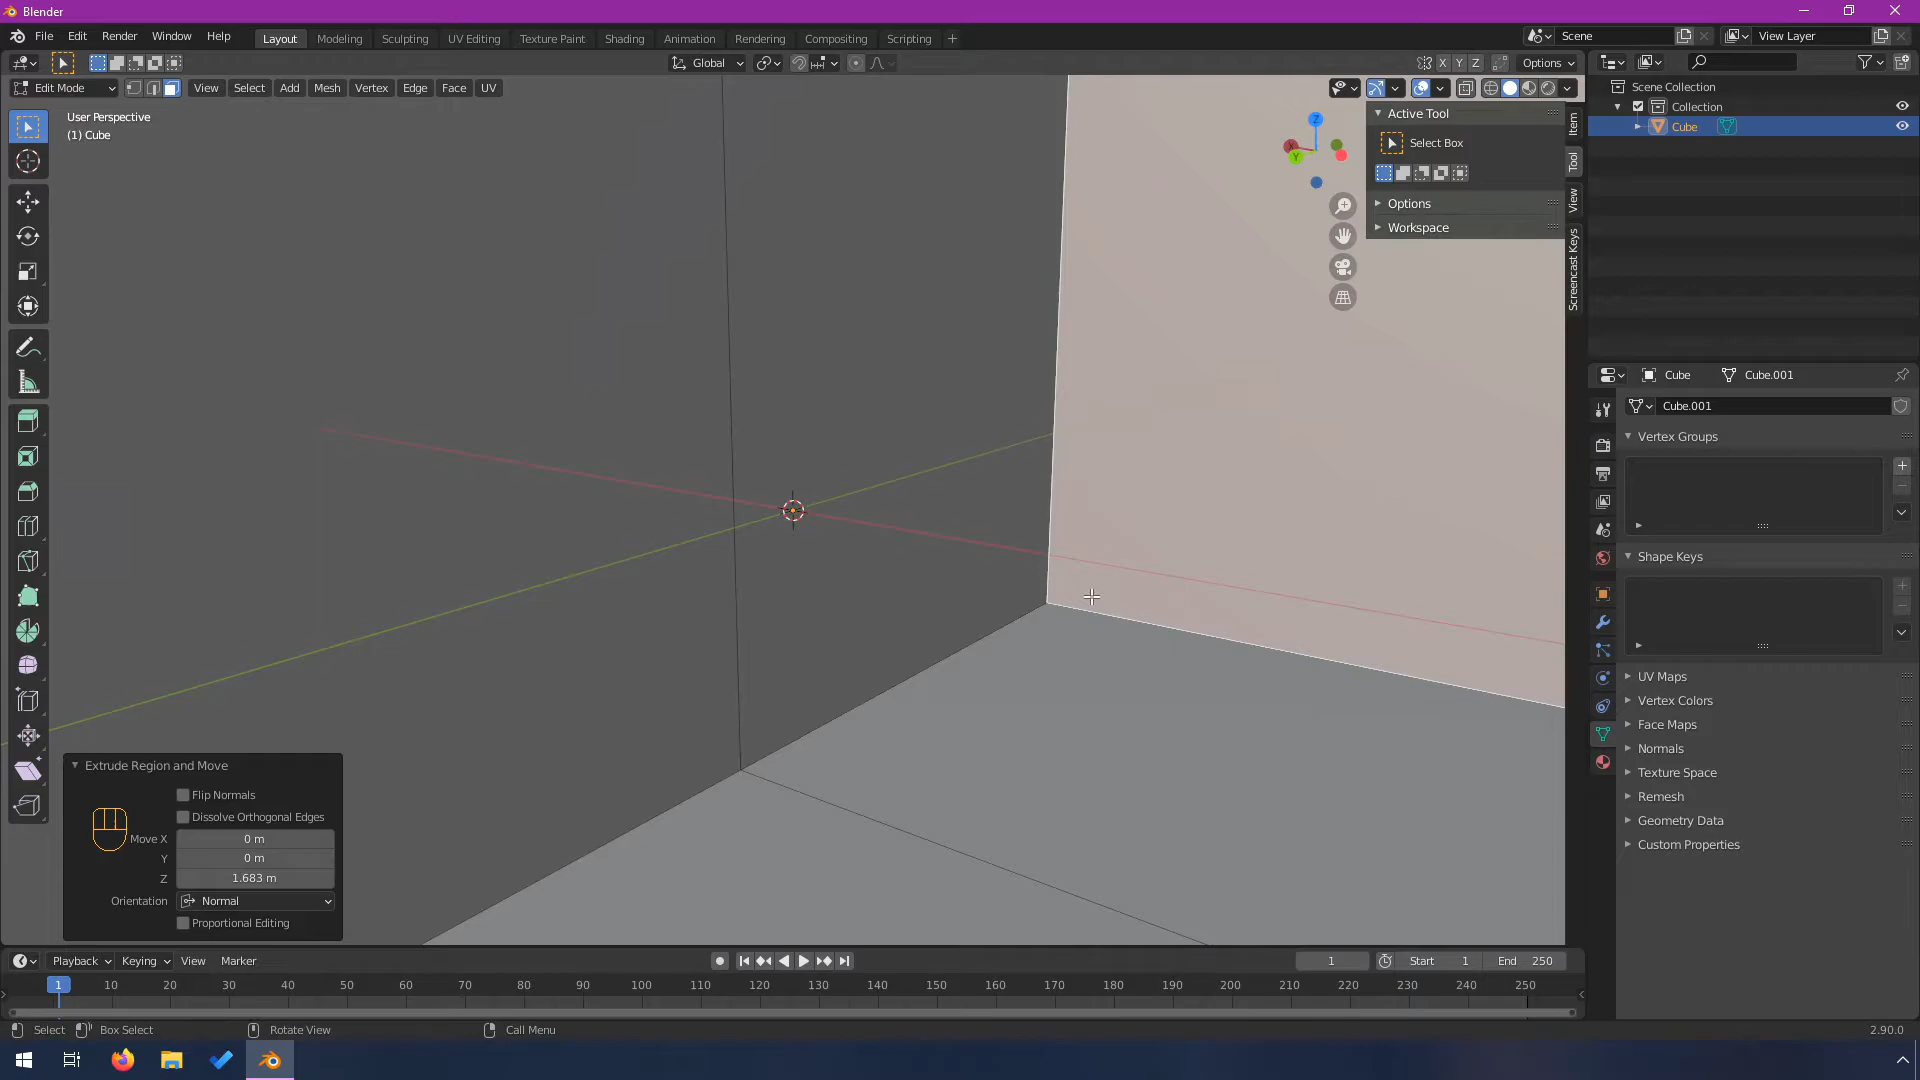 Blender
File Edit Render Window Help
Layout Modeling Sculpting UV Editing Texture Paint Shading Animation Rendering Compositing Scripting
Scene
View Layer
Global
X Y Z
Options
Edit Mode
View Select Add Mesh Vertex Edge Face UV
User Perspective
(1) Cube
Z
X
Y
Active Tool
Select Box
Options
Workspace
Item
Tool
View
Screencast Keys
Scene Collection
Collection
Cube
Cube
Cube.001
Cube.001
Vertex Groups
Shape Keys
UV Maps
Vertex Colors
Face Maps
Normals
Texture Space
Remesh
Geometry Data
Custom Properties
Extrude Region and Move
Flip Normals
Dissolve Orthogonal Edges
Move X 0 m
Y 0 m
Z 1.683 m
Orientation Normal
Proportional Editing
Playback Keying View Marker
1
Start 1
End 250
1 10 20 30 40 50 60 70 80 90 100 110 120 130 140 150 160 170 180 190 200 210 220 230 240 250
Select
Box Select
Rotate View
Call Menu
2.90.0